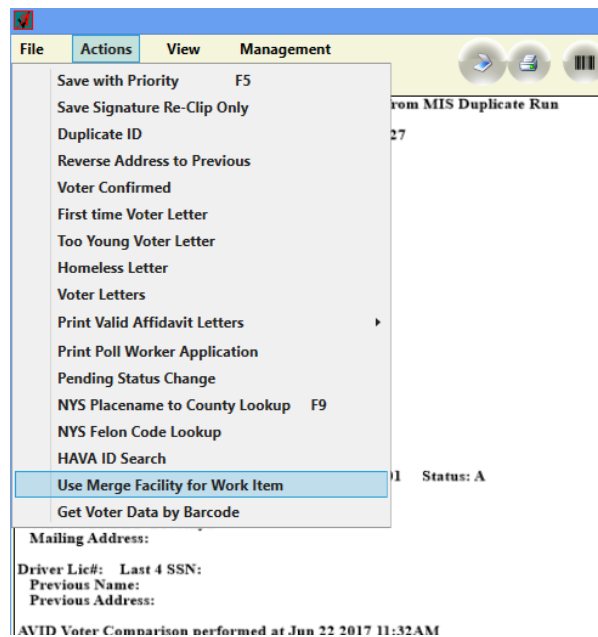 File Actions View Management
Save with Priority F5
from MIS Duplicate Run
Save Signature Re-Clip Only
Duplicate ID
27
Reverse Address to Previous
Voter Confirmed
First time Voter Letter
Too Young Voter Letter
Homeless Letter
Voter Letters
Print Valid Affidavit Letters
Print Poll Worker Application
Pending Status Change
NYS Placename to County Lookup F9
NYS Felon Code Lookup
HAVA ID Search
Use Merge Facility for Work Item
Status: A
Get Voter Data by Barcode
Mailing Address:
Driver Lic#: Last 4 SSN:
Previous Name:
Previous Address:
AVID Voter Comparison performed at Jun 22 2017 11:32AM